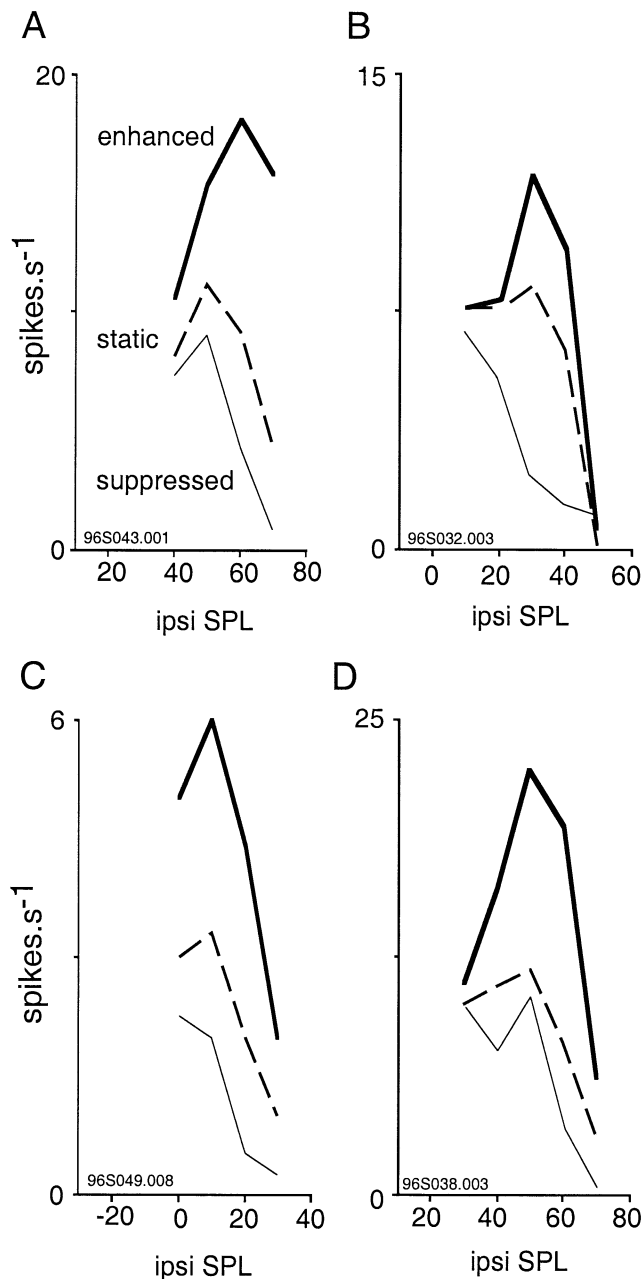 A
20
enhanced
static
suppressed
spikes.s-1
0
96S043.001
20 40 60 80
ipsi SPL
B
15
0
96S032.003
0 20 40 60
ipsi SPL
C
6
spikes.s-1
0
96S049.008
-20 0 20 40
ipsi SPL
D
25
0
96S038.003
20 40 60 80
ipsi SPL